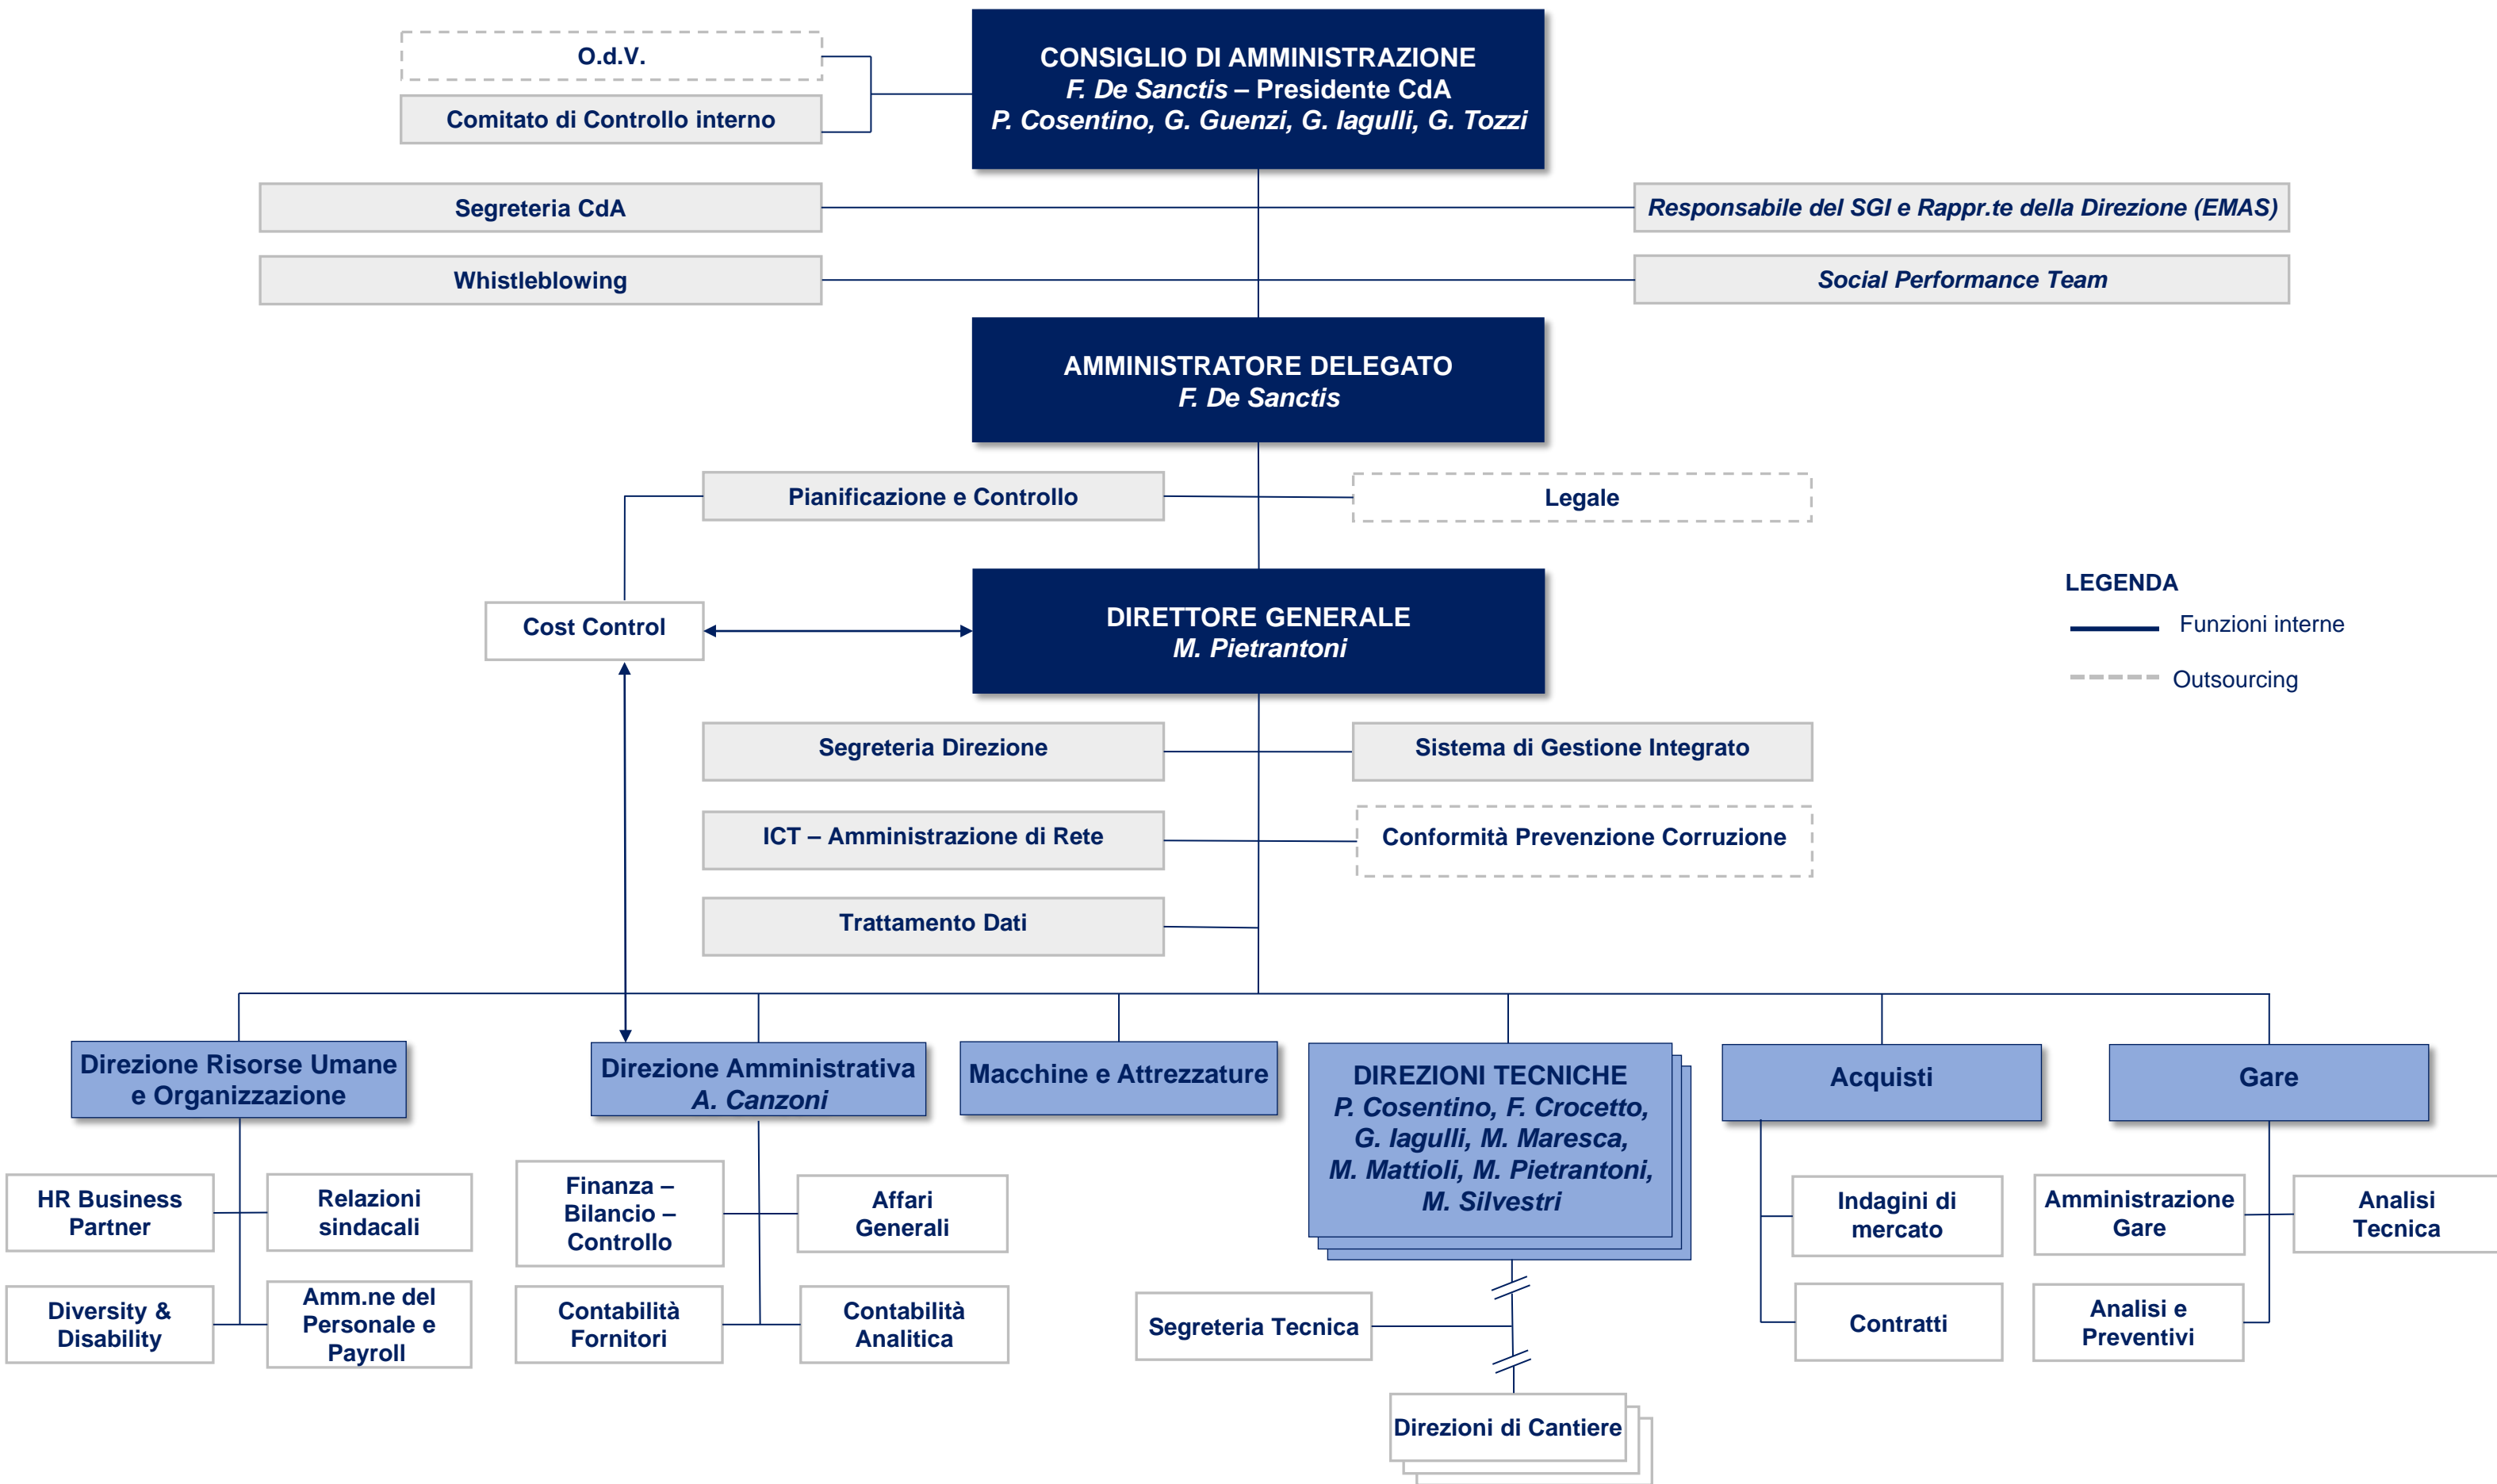 O.d.V.
Comitato di Controllo interno
CONSIGLIO DI AMMINISTRAZIONE
F. De Sanctis – Presidente CdA
P. Cosentino, G. Guenzi, G. Iagulli, G. Tozzi
Segreteria CdA
Responsabile del SGI e Rappr.te della Direzione (EMAS)
Whistleblowing
Social Performance Team
AMMINISTRATORE DELEGATO
F. De Sanctis
Pianificazione e Controllo
Legale
Cost Control
DIRETTORE GENERALE
M. Pietrantoni
LEGENDA
Funzioni interne
Outsourcing
Segreteria Direzione
Sistema di Gestione Integrato
ICT – Amministrazione di Rete
Conformità Prevenzione Corruzione
Trattamento Dati
Direzione Risorse Umane
e Organizzazione
Direzione Amministrativa
A. Canzoni
Macchine e Attrezzature
DIREZIONI TECNICHE
P. Cosentino, F. Crocetto,
G. Iagulli, M. Maresca,
M. Mattioli, M. Pietrantoni,
M. Silvestri
Acquisti
Gare
HR Business
Partner
Relazioni
sindacali
Finanza –
Bilancio –
Controllo
Affari
Generali
Indagini di
mercato
Amministrazione
Gare
Analisi
Tecnica
Diversity &
Disability
Amm.ne del
Personale e
Payroll
Contabilità
Fornitori
Contabilità
Analitica
Segreteria Tecnica
Contratti
Analisi e
Preventivi
Direzioni di Cantiere